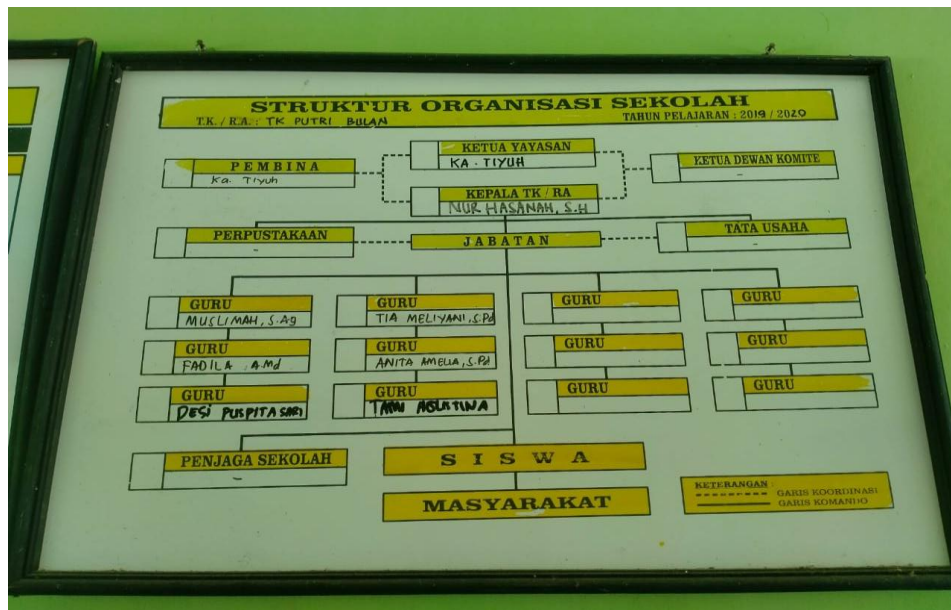 STRUKTUR ORGANISASI SEKOLAH
T.K. / R.A. : TK PUTRI BULAN
TAHUN PELAJARAN : 2019 / 2020
KETUA YAYASAN
KA. TIYUH
PEMBINA
Ka. Tiyuh
KETUA DEWAN KOMITE
-
KEPALA TK / RA
NUR HASANAH, S.H
PERPUSTAKAAN
-
JABATAN
TATA USAHA
-
GURU
MUSLIMAH, S.Ag
GURU
TIA MELIYANI, S.Pd
GURU
GURU
GURU
FADILA A.Md
GURU
ANITA AMELIA, S.Pd
GURU
GURU
GURU
DESI PUSPITASARI
GURU
AGUSTINA
GURU
GURU
PENJAGA SEKOLAH
-
SISWA
MASYARAKAT
KETERANGAN :
GARIS KOORDINASI
GARIS KOMANDO